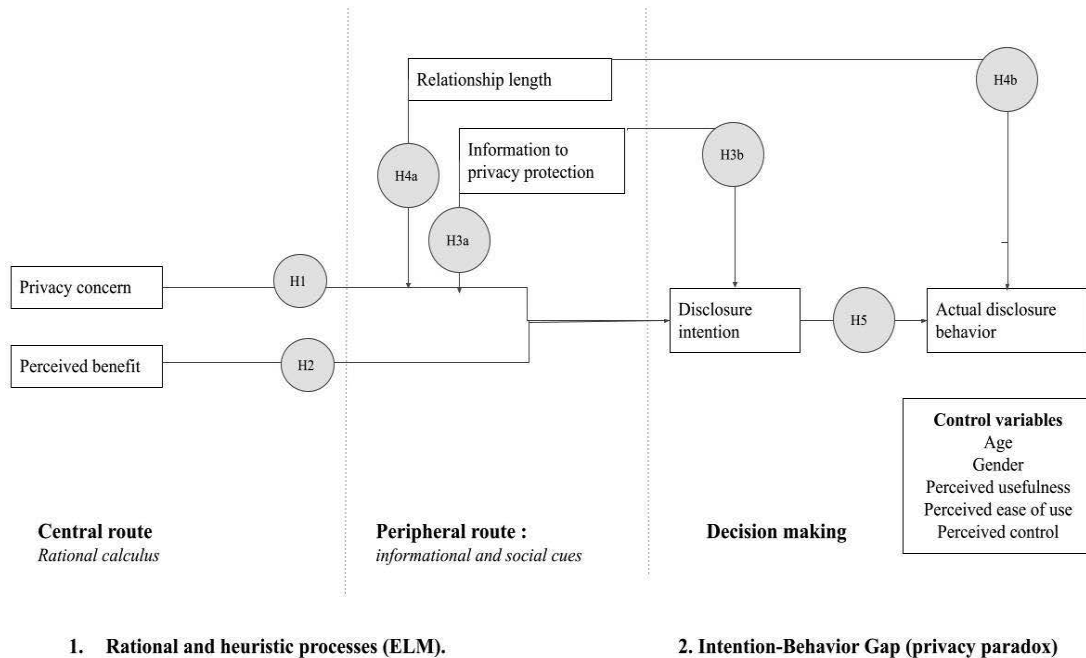 Relationship length
H4b
Information to
privacy protection
H3b
H4a
H3a
Privacy concern
H1
Disclosure
intention
H5
Actual disclosure
behavior
Perceived benefit
H2
Control variables
Age
Gender
Perceived usefulness
Perceived ease of use
Perceived control
Central route
Rational calculus
Peripheral route :
informational and social cues
Decision making
1. Rational and heuristic processes (ELM).
2. Intention-Behavior Gap (privacy paradox)